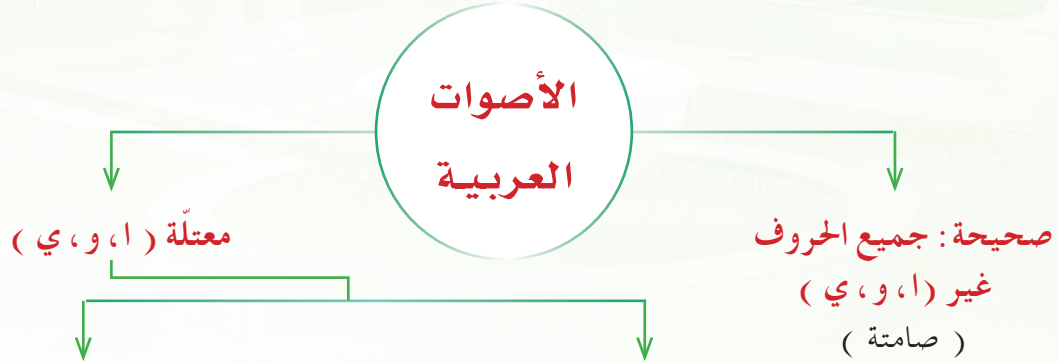 الأصوات
العربية
صحيحة: جميع الحروف
غير (ا، و، ي)
( صامتة )
معتلّة (ا، و، ي)